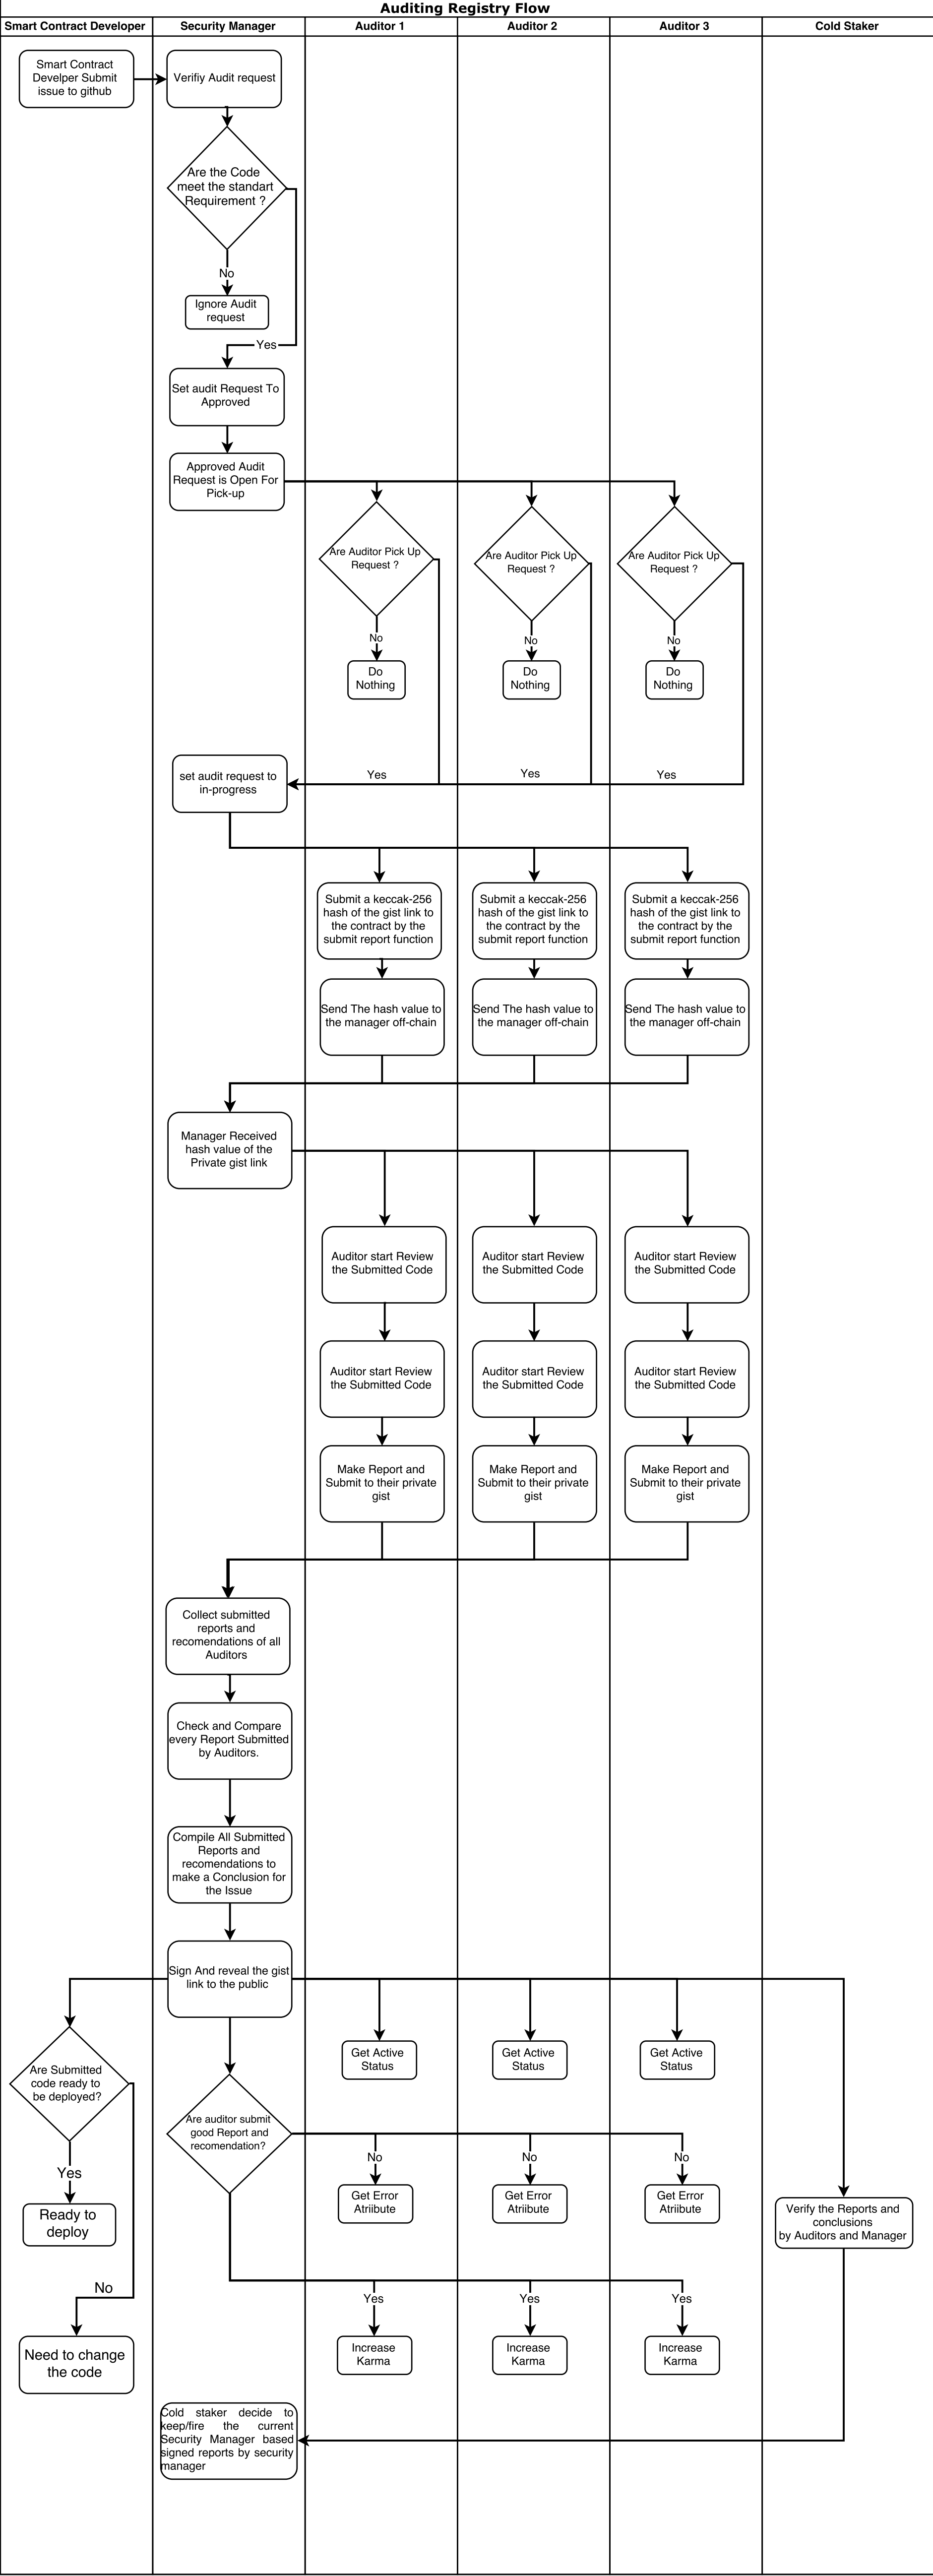 Auditing Registry Flow
Smart Contract Developer
Security Manager
Auditor 1
Auditor 2
Auditor 3
Cold Staker
Smart Contract
Develper Submit
issue to github
Verifiy Audit request
Are the Code
meet the standart
Requirement ?
No
Ignore Audit
request
Yes
Set audit Request To
Approved
Approved Audit
Request is Open For
Pick-up
Are Auditor Pick Up
Request ?
Are Auditor Pick Up
Request ?
Are Auditor Pick Up
Request ?
No
No
No
Do
Nothing
Do
Nothing
Do
Nothing
set audit request to
in-progress
Yes
Yes
Yes
Submit a keccak-256
hash of the gist link to
the contract by the
submit report function
Submit a keccak-256
hash of the gist link to
the contract by the
submit report function
Submit a keccak-256
hash of the gist link to
the contract by the
submit report function
Send The hash value to
the manager off-chain
Send The hash value to
the manager off-chain
Send The hash value to
the manager off-chain
Manager Received
hash value of the
Private gist link
Auditor start Review
the Submitted Code
Auditor start Review
the Submitted Code
Auditor start Review
the Submitted Code
Auditor start Review
the Submitted Code
Auditor start Review
the Submitted Code
Auditor start Review
the Submitted Code
Make Report and
Submit to their private
gist
Make Report and
Submit to their private
gist
Make Report and
Submit to their private
gist
Collect submitted
reports and
recomendations of all
Auditors
Check and Compare
every Report Submitted
by Auditors.
Compile All Submitted
Reports and
recomendations to
make a Conclusion for
the Issue
Sign And reveal the gist
link to the public
Get Active
Status
Get Active
Status
Get Active
Status
Are Submitted
code ready to
be deployed?
Are auditor submit
good Report and
recomendation?
No
No
No
Yes
Get Error
Atriibute
Get Error
Atriibute
Get Error
Atriibute
Verify the Reports and
conclusions
by Auditors and Manager
Ready to
deploy
No
Yes
Yes
Yes
Need to change
the code
Increase
Karma
Increase
Karma
Increase
Karma
Cold staker decide to
keep/fire the current
Security Manager based
signed reports by security
manager